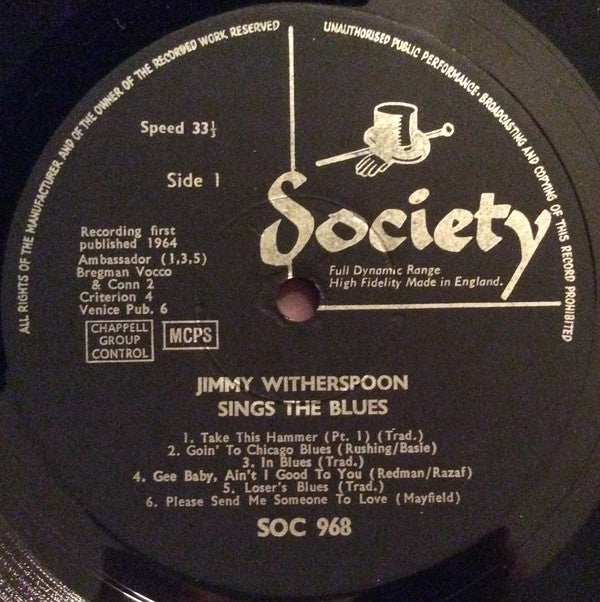 ALL RIGHTS OF THE MANUFACTURER AND OF THE OWNER OF THE RECORDED WORK RESERVED
UNAUTHORISED PUBLIC PERFORMANCE · BROADCASTING AND COPYING OF THIS RECORD PROHIBITED
Speed 33⅓
Side 1
Society
Full Dynamic Range
High Fidelity Made in England.
Recording first
published 1964
Ambassador (1,3,5)
Bregman Vocco
& Conn 2
Criterion 4
Venice Pub. 6
CHAPPELL
GROUP
CONTROL
MCPS
JIMMY WITHERSPOON
SINGS THE BLUES
1. Take This Hammer (Pt. 1) (Trad.)
2. Goin' To Chicago Blues (Rushing/Basie)
3. In Blues (Trad.)
4. Gee Baby, Ain't I Good To You (Redman/Razaf)
5. Loser's Blues (Trad.)
6. Please Send Me Someone To Love (Mayfield)
SOC 968